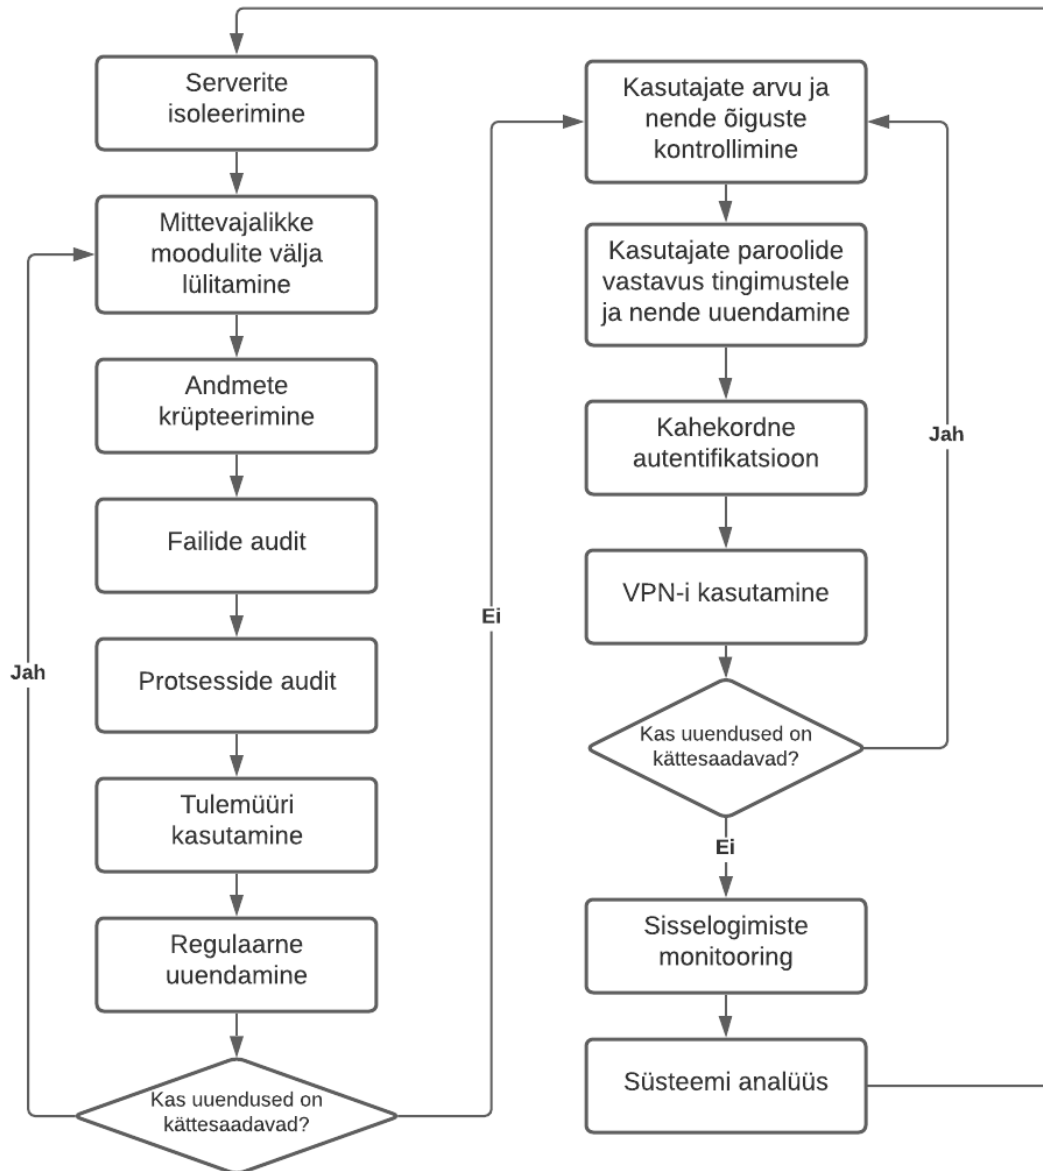 Serverite
isoleerimine
Mittevajalikke
moodulite välja
lülitamine
Andmete
krüpteerimine
Failide audit
Protsesside audit
Tulemüüri
kasutamine
Regulaarne
uuendamine
Kas uuendused on
kättesaadavad?
Jah
Ei
Kasutajate arvu ja
nende õiguste
kontrollimine
Kasutajate paroolide
vastavus tingimustele
ja nende uuendamine
Kahekordne
autentifikatsioon
VPN-i kasutamine
Kas uuendused on
kättesaadavad?
Jah
Ei
Sisselogimiste
monitooring
Süsteemi analüüs